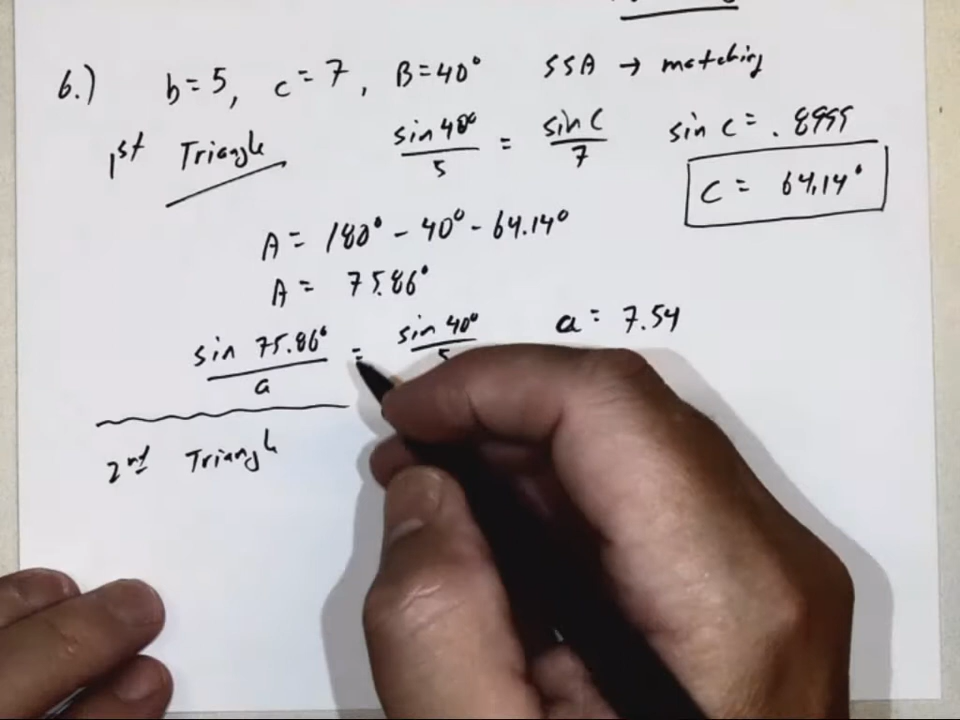 6.) b = 5, c = 7, B = 40° SSA → matching
1st Triangle sin 40° / 5 = sin C / 7 sin C = .8999
C = 64.14°
A = 180° - 40° - 64.14°
A = 75.86°
sin 75.86° / a = sin 40° / 5 a = 7.54
2nd Triangle